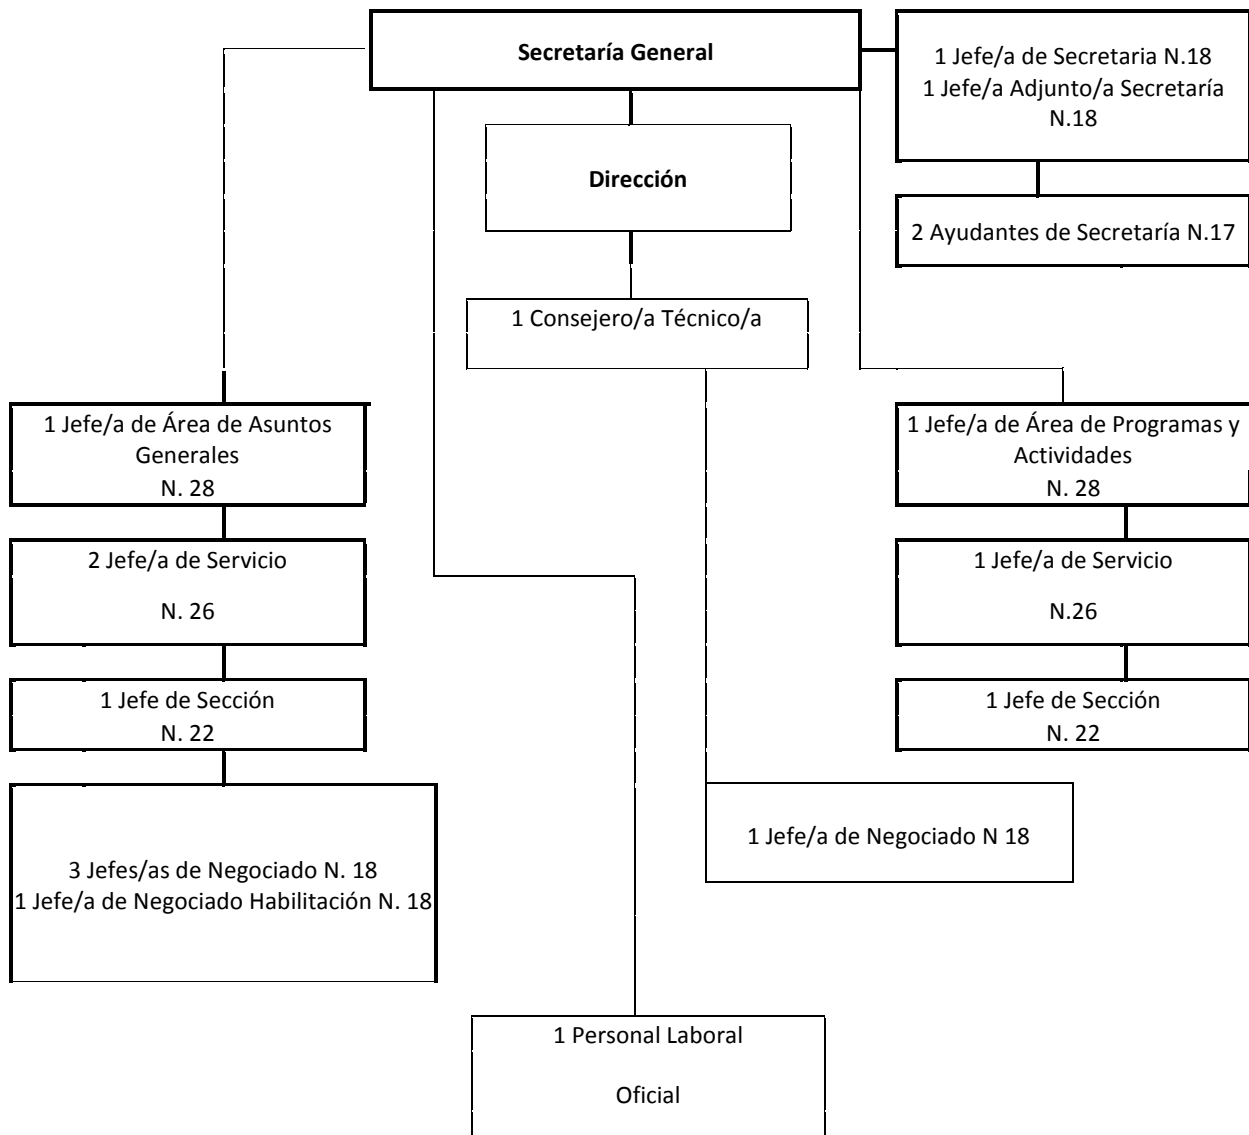 Secretaría General
1 Jefe/a de Secretaria N.18
1 Jefe/a Adjunto/a Secretaría
N.18
Dirección
2 Ayudantes de Secretaría N.17
1 Consejero/a Técnico/a
1 Jefe/a de Área de Asuntos
Generales
N. 28
1 Jefe/a de Área de Programas y
Actividades
N. 28
2 Jefe/a de Servicio
N. 26
1 Jefe/a de Servicio
N.26
1 Jefe de Sección
N. 22
1 Jefe de Sección
N. 22
3 Jefes/as de Negociado N. 18
1 Jefe/a de Negociado Habilitación N. 18
1 Jefe/a de Negociado N 18
1 Personal Laboral
Oficial